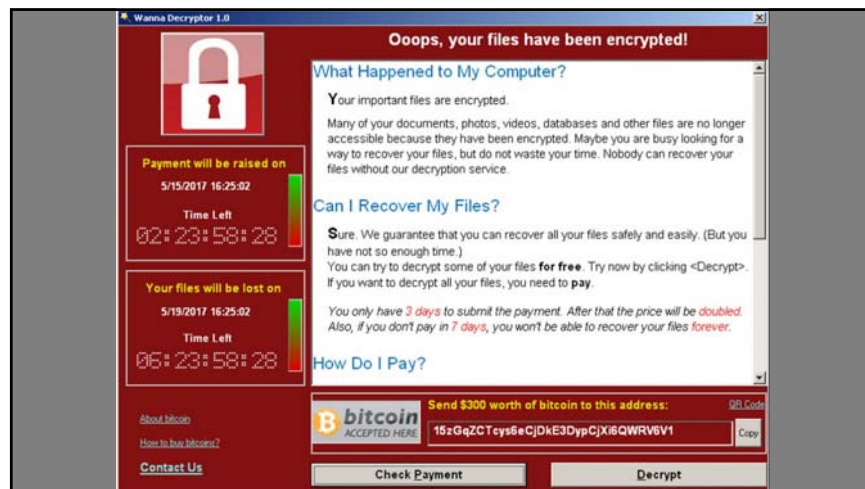 Wanna Decryptor 1.0
Ooops, your files have been encrypted!
Payment will be raised on
5/15/2017 16:25:02
Time Left
02:23:58:28
Your files will be lost on
5/19/2017 16:25:02
Time Left
06:23:58:28
About bitcoin
How to buy bitcoins?
Contact Us
What Happened to My Computer?
Your important files are encrypted.
Many of your documents, photos, videos, databases and other files are no longer
accessible because they have been encrypted. Maybe you are busy looking for a
way to recover your files, but do not waste your time. Nobody can recover your
files without our decryption service.
Can I Recover My Files?
Sure. We guarantee that you can recover all your files safely and easily. (But you
have not so enough time.)
You can try to decrypt some of your files for free. Try now by clicking <Decrypt>.
If you want to decrypt all your files, you need to pay.
You only have 3 days to submit the payment. After that the price will be doubled.
Also, if you don't pay in 7 days, you won't be able to recover your files forever.
How Do I Pay?
bitcoin
ACCEPTED HERE
Send $300 worth of bitcoin to this address:
QR Code
15zGqZCTcys6eCjDkE3DypCjXi6QWRV6V1
Copy
Check Payment
Decrypt